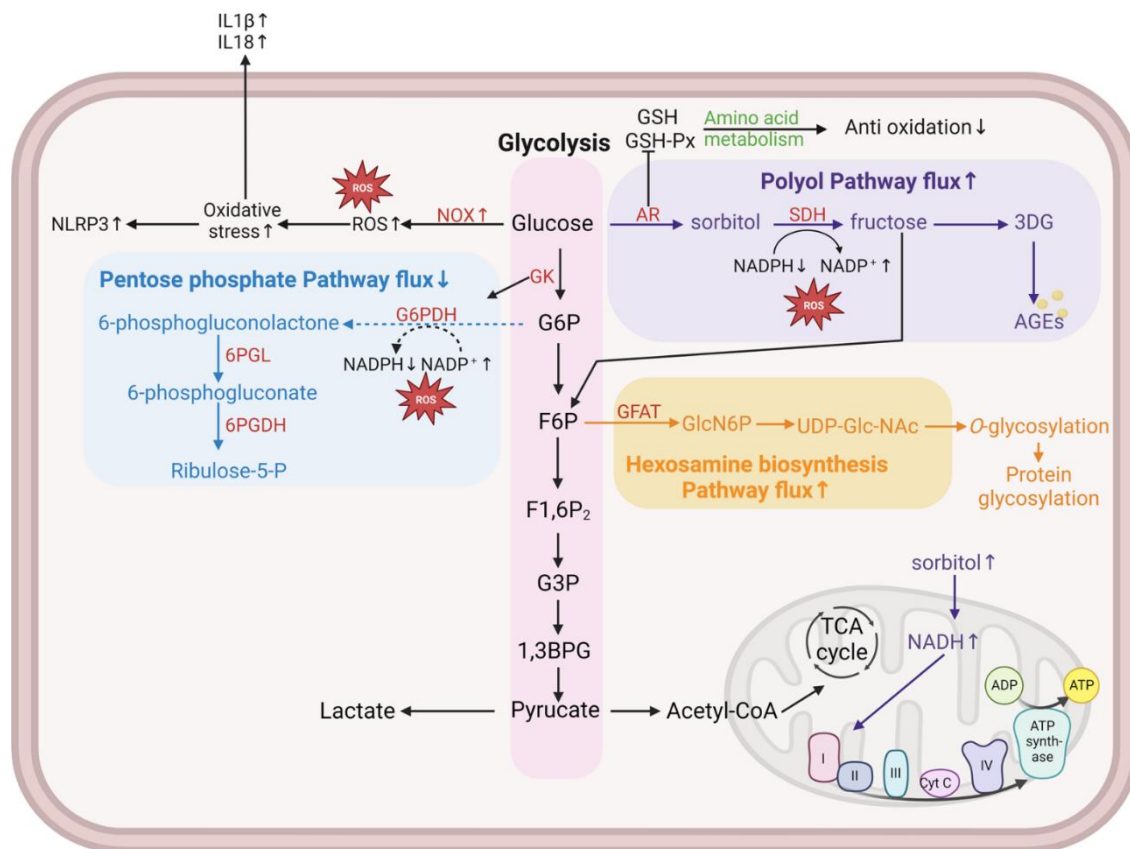 IL1β↑
IL18↑
GSH
GSH-Px
Amino acid
metabolism
Anti oxidation↓
Glycolysis
Polyol Pathway flux↑
NLRP3↑
Oxidative
stress↑
ROS
ROS↑
NOX↑
Glucose
AR
sorbitol
SDH
fructose
3DG
NADPH↓ NADP⁺↑
ROS
AGEs
Pentose phosphate Pathway flux↓
GK
6-phosphogluconolactone
G6PDH
G6P
6PGL
NADPH↓ NADP⁺↑
ROS
6-phosphogluconate
6PGDH
Ribulose-5-P
F6P
GFAT
GlcN6P
UDP-Glc-NAc
O-glycosylation
Hexosamine biosynthesis
Pathway flux↑
Protein
glycosylation
F1,6P₂
G3P
1,3BPG
Lactate
Pyrucate
Acetyl-CoA
sorbitol↑
TCA
cycle
NADH↑
ADP
ATP
I
II
III
Cyt C
IV
ATP
synth-
ase